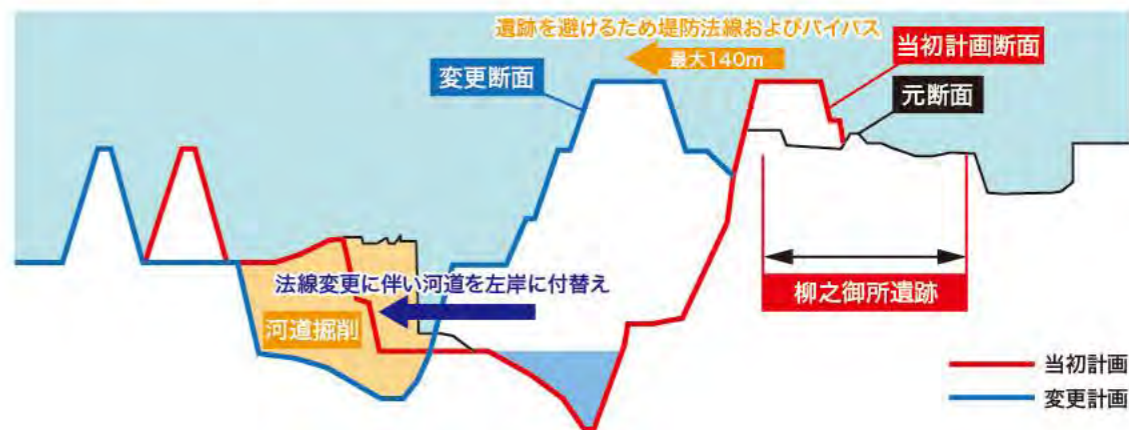 遺跡を避けるため堤防法線およびバイパス
最大140m
当初計画断面
変更断面
元断面
法線変更に伴い河道を左岸に付替え
河道掘削
柳之御所遺跡
当初計画
変更計画